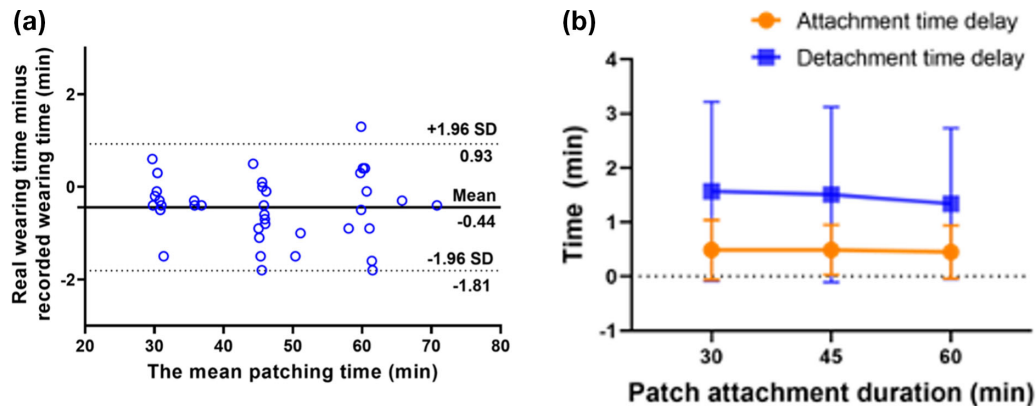 (a)
Real wearing time minus
recorded wearing time (min)
2
0
-2
+1.96 SD
0.93
Mean
-0.44
-1.96 SD
-1.81
20 30 40 50 60 70 80
The mean patching time (min)
(b)
Attachment time delay
Detachment time delay
Time (min)
4
3
2
1
0
-1
30 45 60
Patch attachment duration (min)